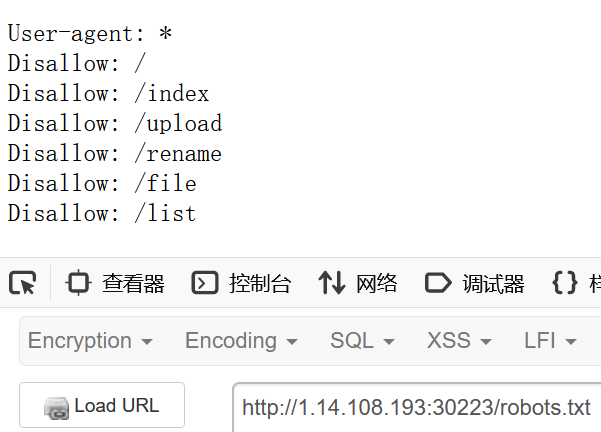 User-agent: *
Disallow: /
Disallow: /index
Disallow: /upload
Disallow: /rename
Disallow: /file
Disallow: /list
查看器 控制台 网络 调试器 {} 样
Encryption Encoding SQL XSS LFI
Load URL http://1.14.108.193:30223/robots.txt